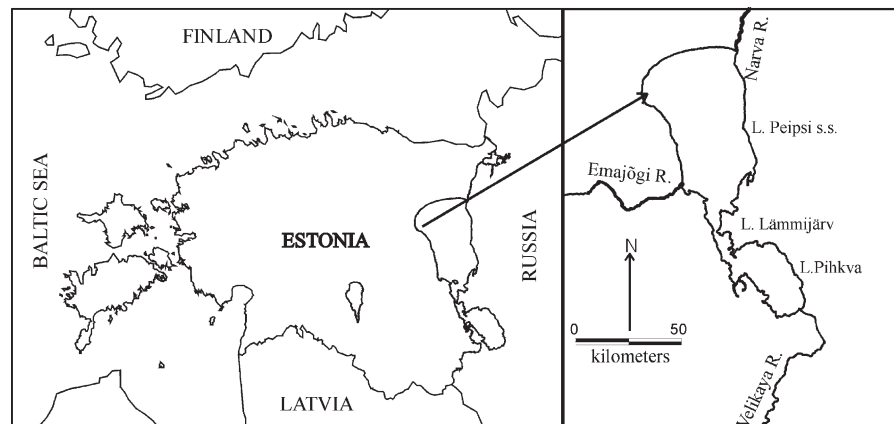 FINLAND
BALTIC SEA
ESTONIA
RUSSIA
LATVIA
Narva R.
L. Peipsi s.s.
Emajõgi R.
L. Lämmijärv
N
L.Pihkva
0 50
kilometers
Velikaya R.